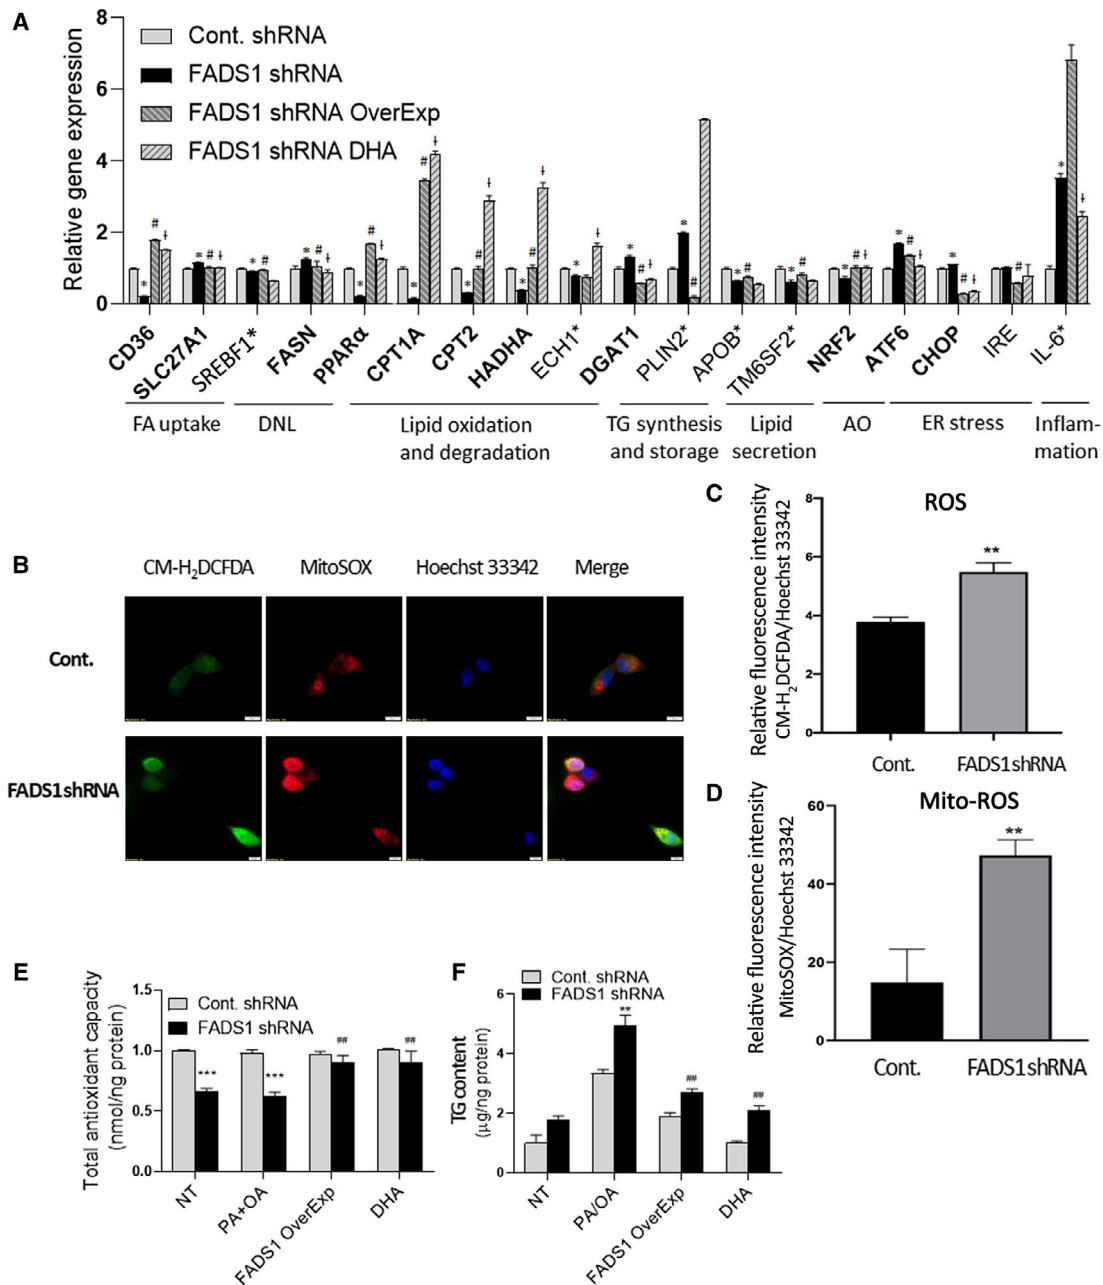 A
Relative gene expression
8
6
4
2
0
Cont. shRNA
FADS1 shRNA
FADS1 shRNA OverExp
FADS1 shRNA DHA
CD36
SLC27A1
SREBF1*
FASN
PPARα
CPT1A
CPT2
HADHA
ECH1*
DGAT1
PLIN2*
APOB*
TM6SF2*
NRF2
ATF6
CHOP
IRE
IL-6*
FA uptake
DNL
Lipid oxidation
and degradation
TG synthesis
and storage
Lipid
secretion
AO
ER stress
Inflam-
mation
B
CM-H₂DCFDA
MitoSOX
Hoechst 33342
Merge
Cont.
FADS1shRNA
C
ROS
Relative fluorescence intensity
CM-H₂DCFDA/Hoechst 33342
8
6
4
2
0
**
Cont.
FADS1shRNA
D
Mito-ROS
Relative fluorescence intensity
MitoSOX/Hoechst 33342
60
40
20
0
**
Cont.
FADS1shRNA
E
Total antioxidant capacity
(nmol/ng protein)
1.5
1.0
0.5
0.0
Cont. shRNA
FADS1 shRNA
***
***
##
##
NT
PA+OA
FADS1 OverExp
DHA
F
TG content
(µg/ng protein)
6
4
2
0
Cont. shRNA
FADS1 shRNA
**
##
##
NT
PA/OA
FADS1 OverExp
DHA